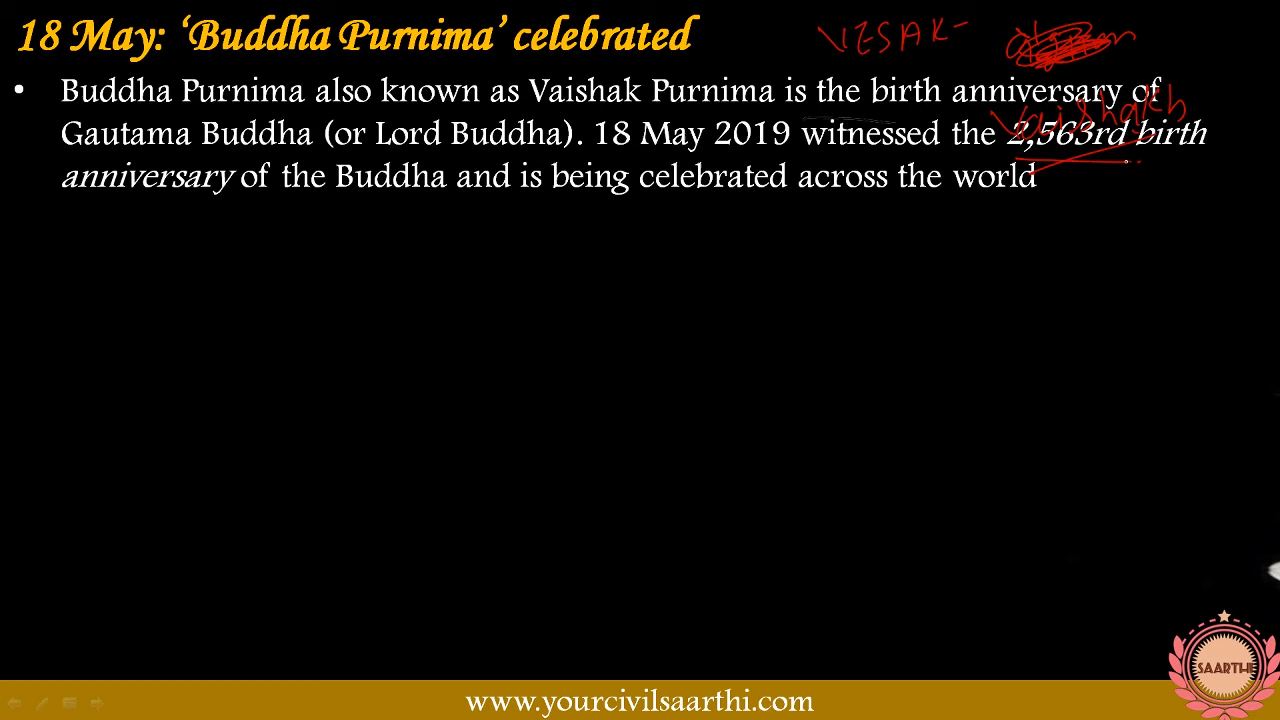 18 May: ‘Buddha Purnima’ celebrated
VESAK -
• Buddha Purnima also known as Vaishak Purnima is the birth anniversary of
Vaishakh
Gautama Buddha (or Lord Buddha). 18 May 2019 witnessed the 2,563rd birth
anniversary of the Buddha and is being celebrated across the world
SAARTHI
www.yourcivilsaarthi.com